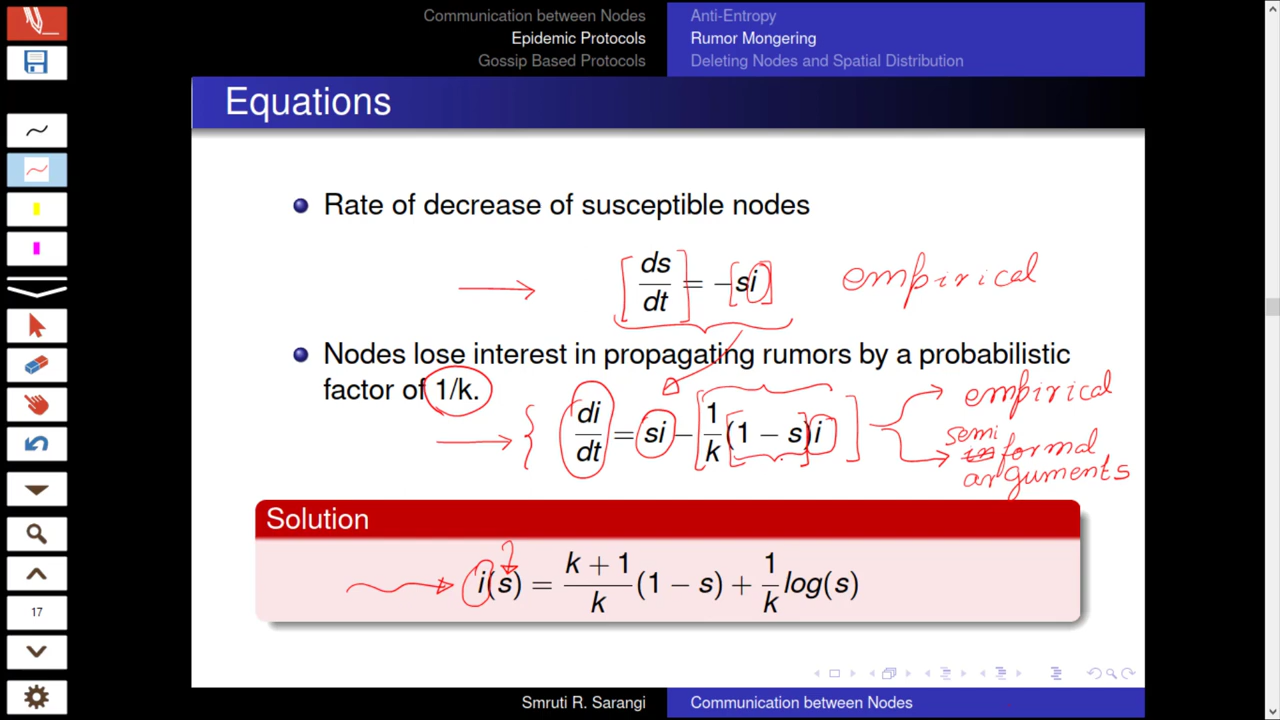 Communication between Nodes
Epidemic Protocols
Gossip Based Protocols
Anti-Entropy
Rumor Mongering
Deleting Nodes and Spatial Distribution
Equations
Rate of decrease of susceptible nodes
ds/dt = −si
empirical
Nodes lose interest in propagating rumors by a probabilistic
factor of 1/k.
di/dt = si − 1/k (1 − s)i
empirical
semi
formal
arguments
Solution
i(s) = k + 1/k (1 − s) + 1/k log(s)
17
Smruti R. Sarangi
Communication between Nodes